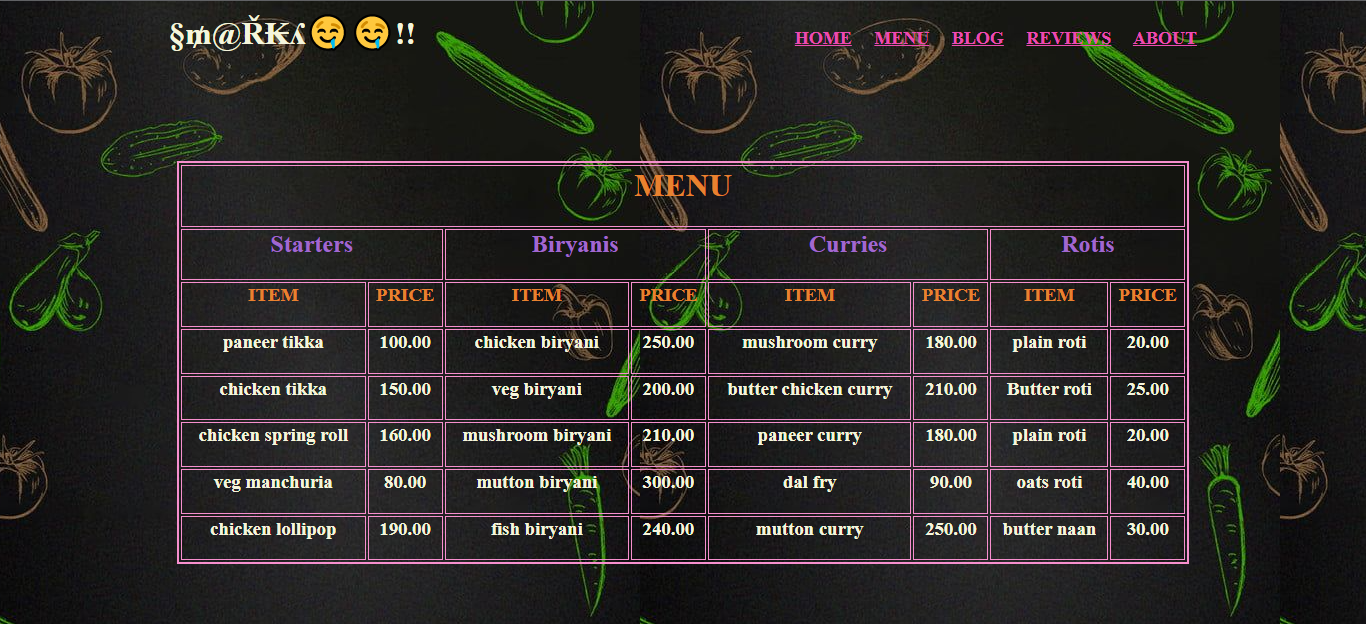 §₥@ŘҜʎ🤤 🤤 !!
HOME MENU BLOG REVIEWS ABOUT
MENU
Starters Biryanis Curries Rotis
ITEM PRICE ITEM PRICE ITEM PRICE ITEM PRICE
paneer tikka 100.00 chicken biryani 250.00 mushroom curry 180.00 plain roti 20.00
chicken tikka 150.00 veg biryani 200.00 butter chicken curry 210.00 Butter roti 25.00
chicken spring roll 160.00 mushroom biryani 210,00 paneer curry 180.00 plain roti 20.00
veg manchuria 80.00 mutton biryani 300.00 dal fry 90.00 oats roti 40.00
chicken lollipop 190.00 fish biryani 240.00 mutton curry 250.00 butter naan 30.00